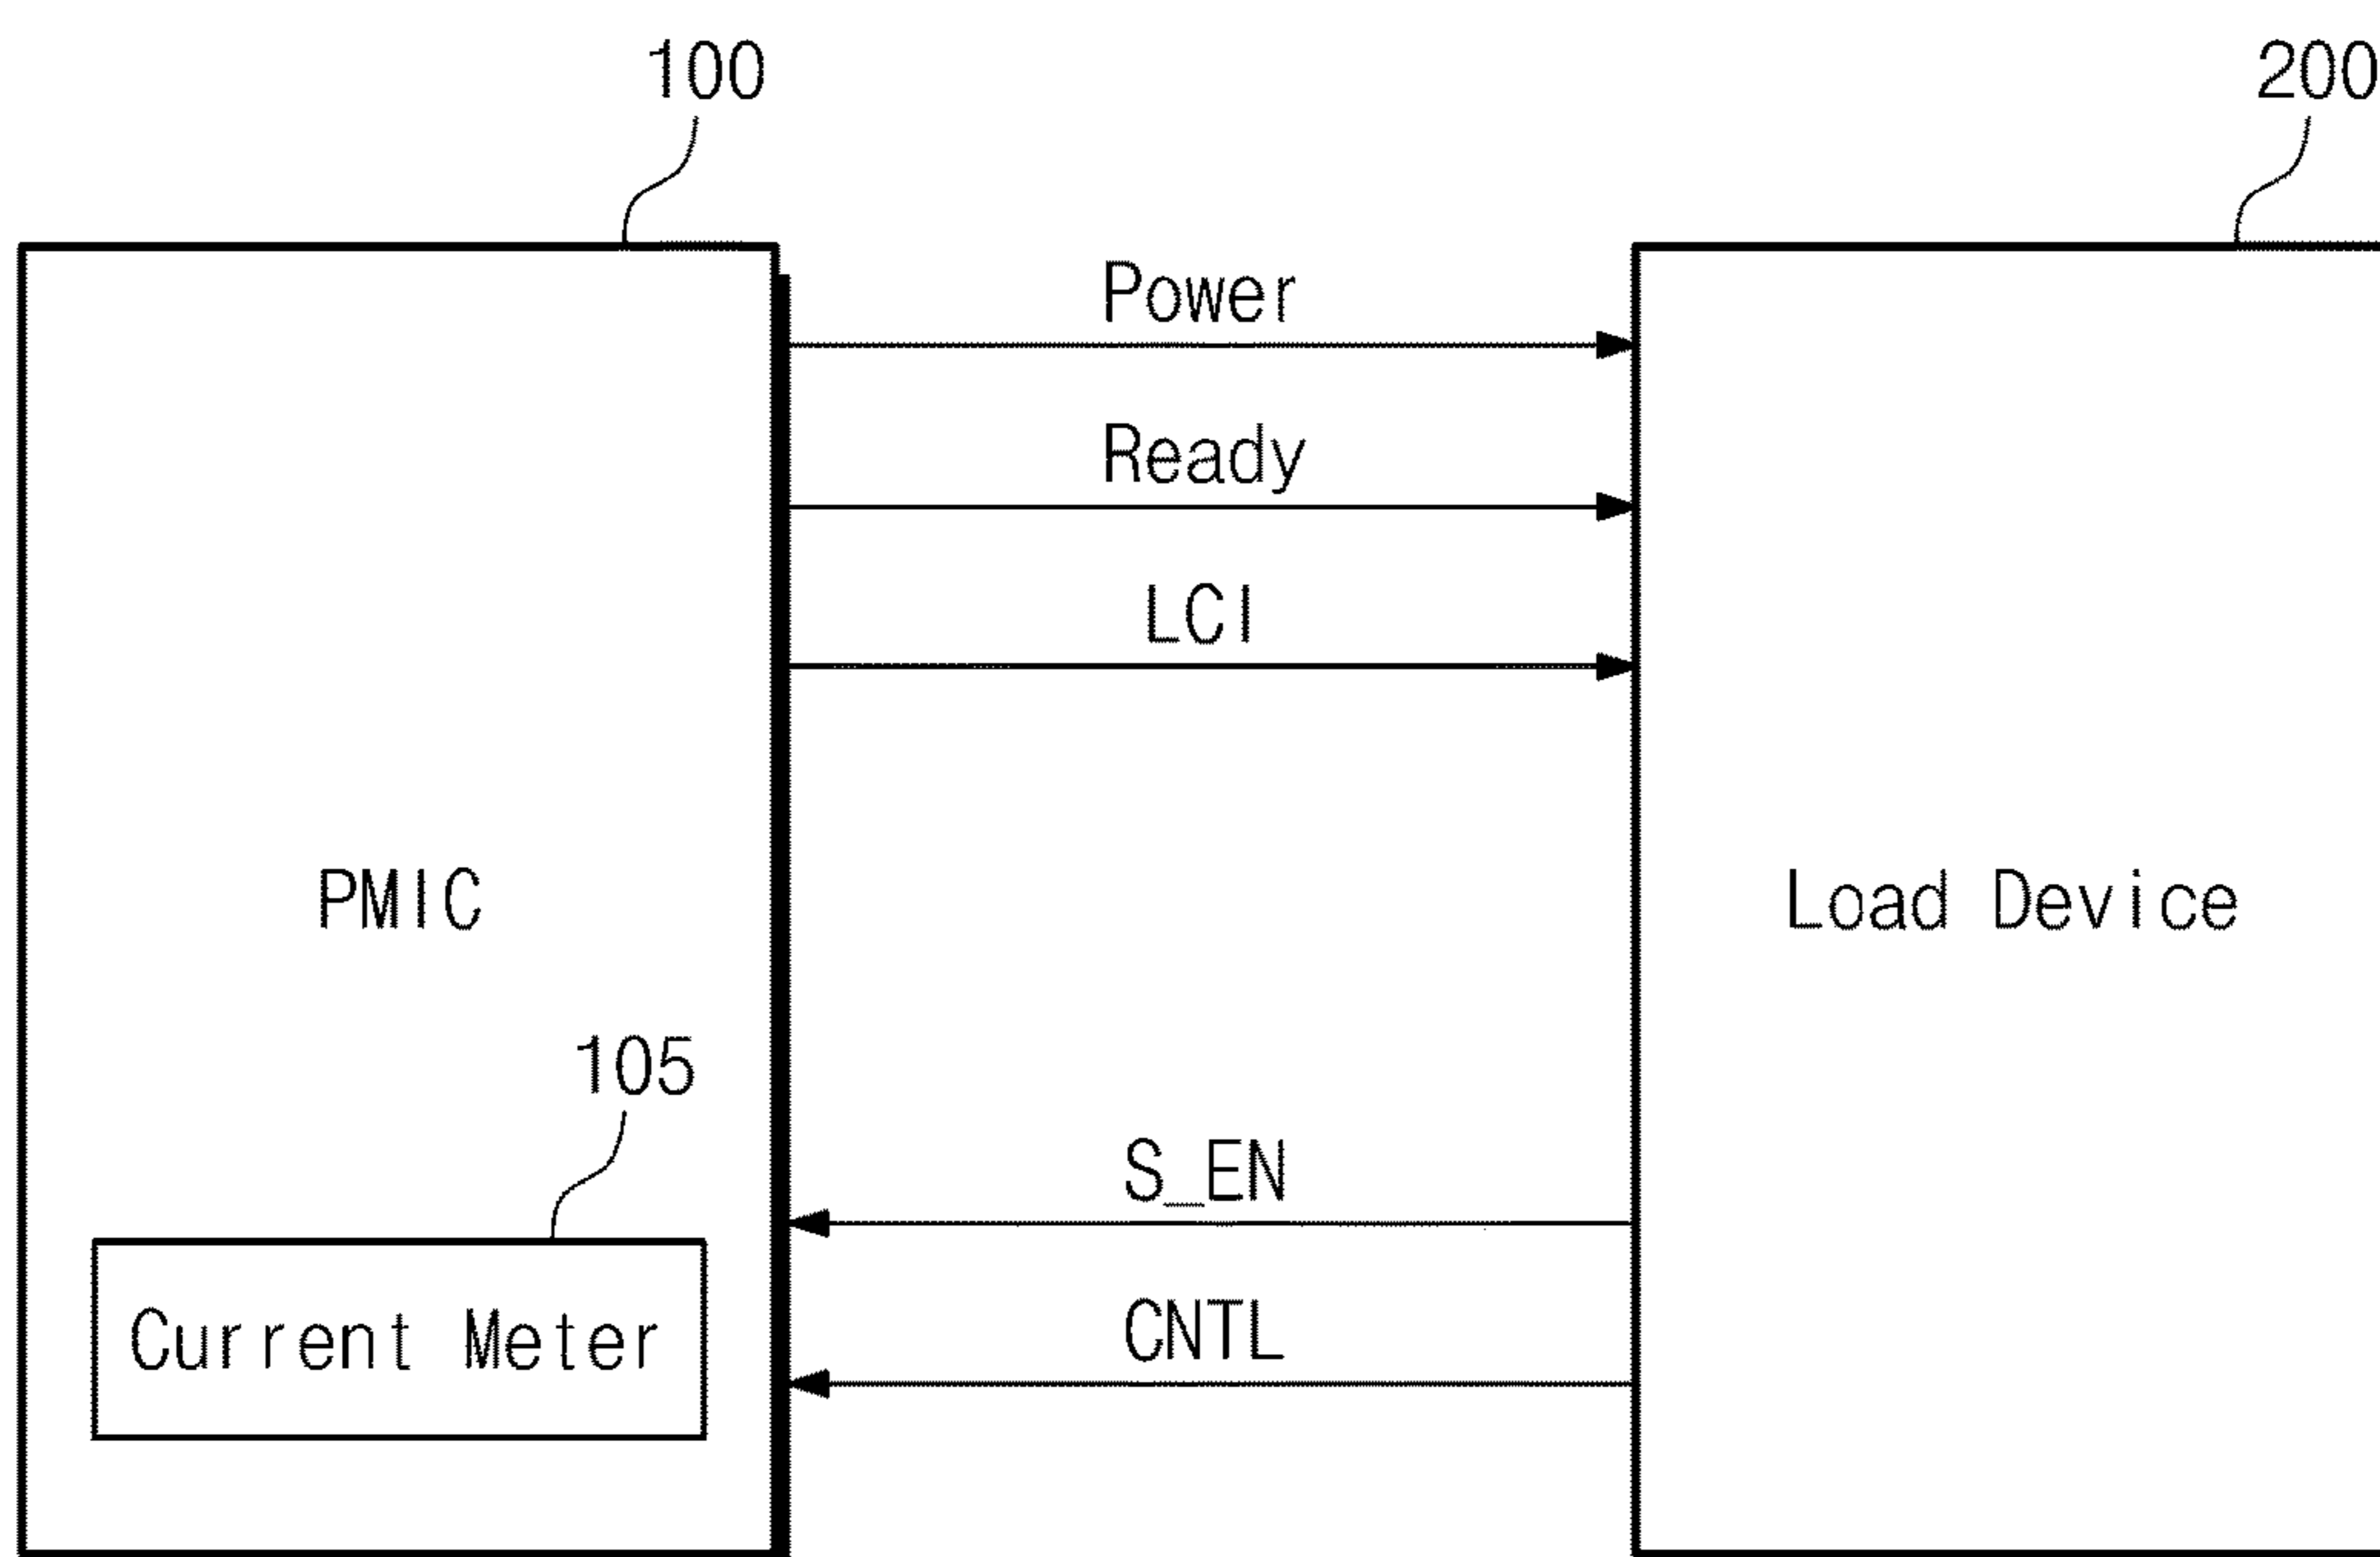 100
200
Power
Ready
LCI
PMIC
Load Device
105
S_EN
Current Meter
CNTL